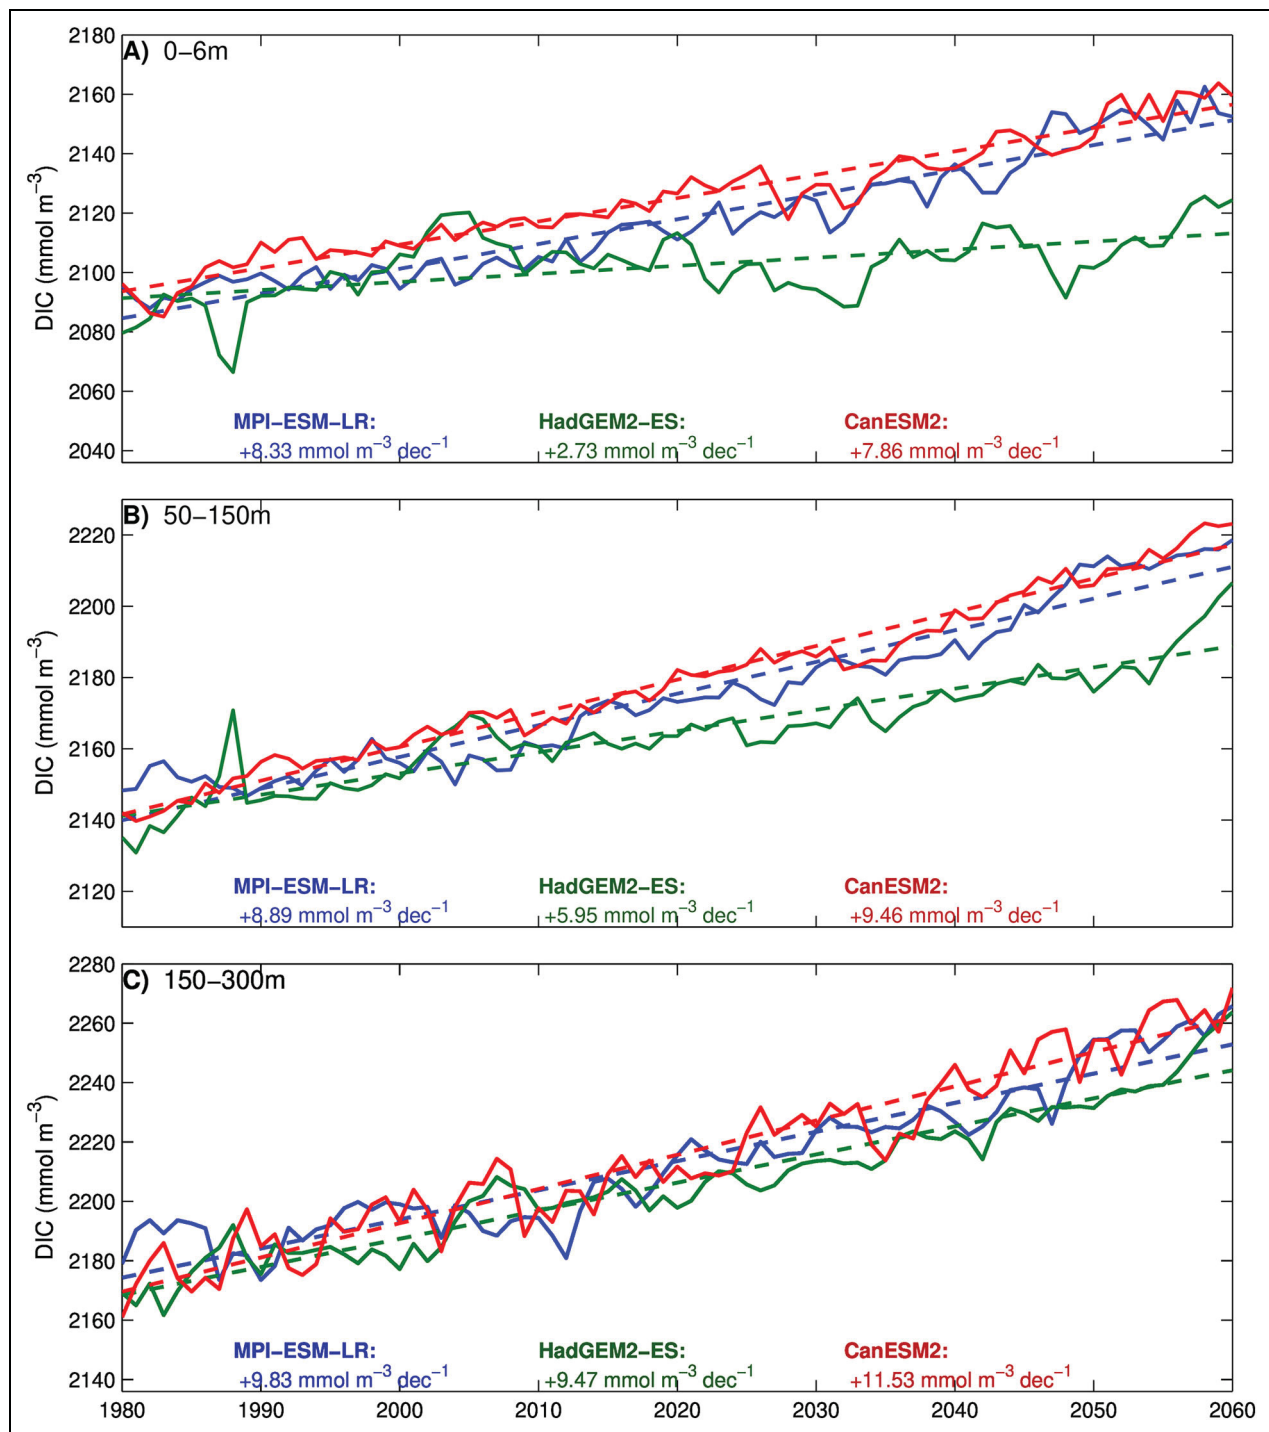 A) 0−6m
2180
2160
2140
2120
2100
2080
2060
2040
DIC (mmol m−3)
MPI−ESM−LR: HadGEM2−ES: CanESM2:
+8.33 mmol m−3 dec−1 +2.73 mmol m−3 dec−1 +7.86 mmol m−3 dec−1
B) 50−150m
2220
2200
2180
2160
2140
2120
DIC (mmol m−3)
MPI−ESM−LR: HadGEM2−ES: CanESM2:
+8.89 mmol m−3 dec−1 +5.95 mmol m−3 dec−1 +9.46 mmol m−3 dec−1
C) 150−300m
2280
2260
2240
2220
2200
2180
2160
2140
DIC (mmol m−3)
MPI−ESM−LR: HadGEM2−ES: CanESM2:
+9.83 mmol m−3 dec−1 +9.47 mmol m−3 dec−1 +11.53 mmol m−3 dec−1
1980 1990 2000 2010 2020 2030 2040 2050 2060